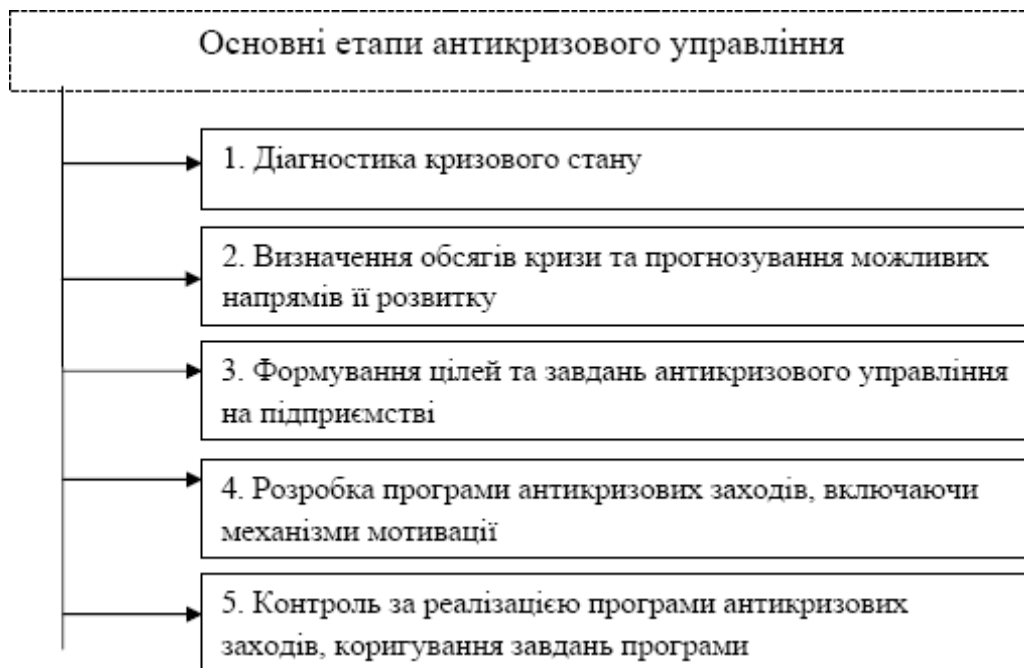 Основні етапи антикризового управління
1. Діагностика кризового стану
2. Визначення обсягів кризи та прогнозування можливих
напрямів її розвитку
3. Формування цілей та завдань антикризового управління
на підприємстві
4. Розробка програми антикризових заходів, включаючи
механізми мотивації
5. Контроль за реалізацією програми антикризових
заходів, коригування завдань програми